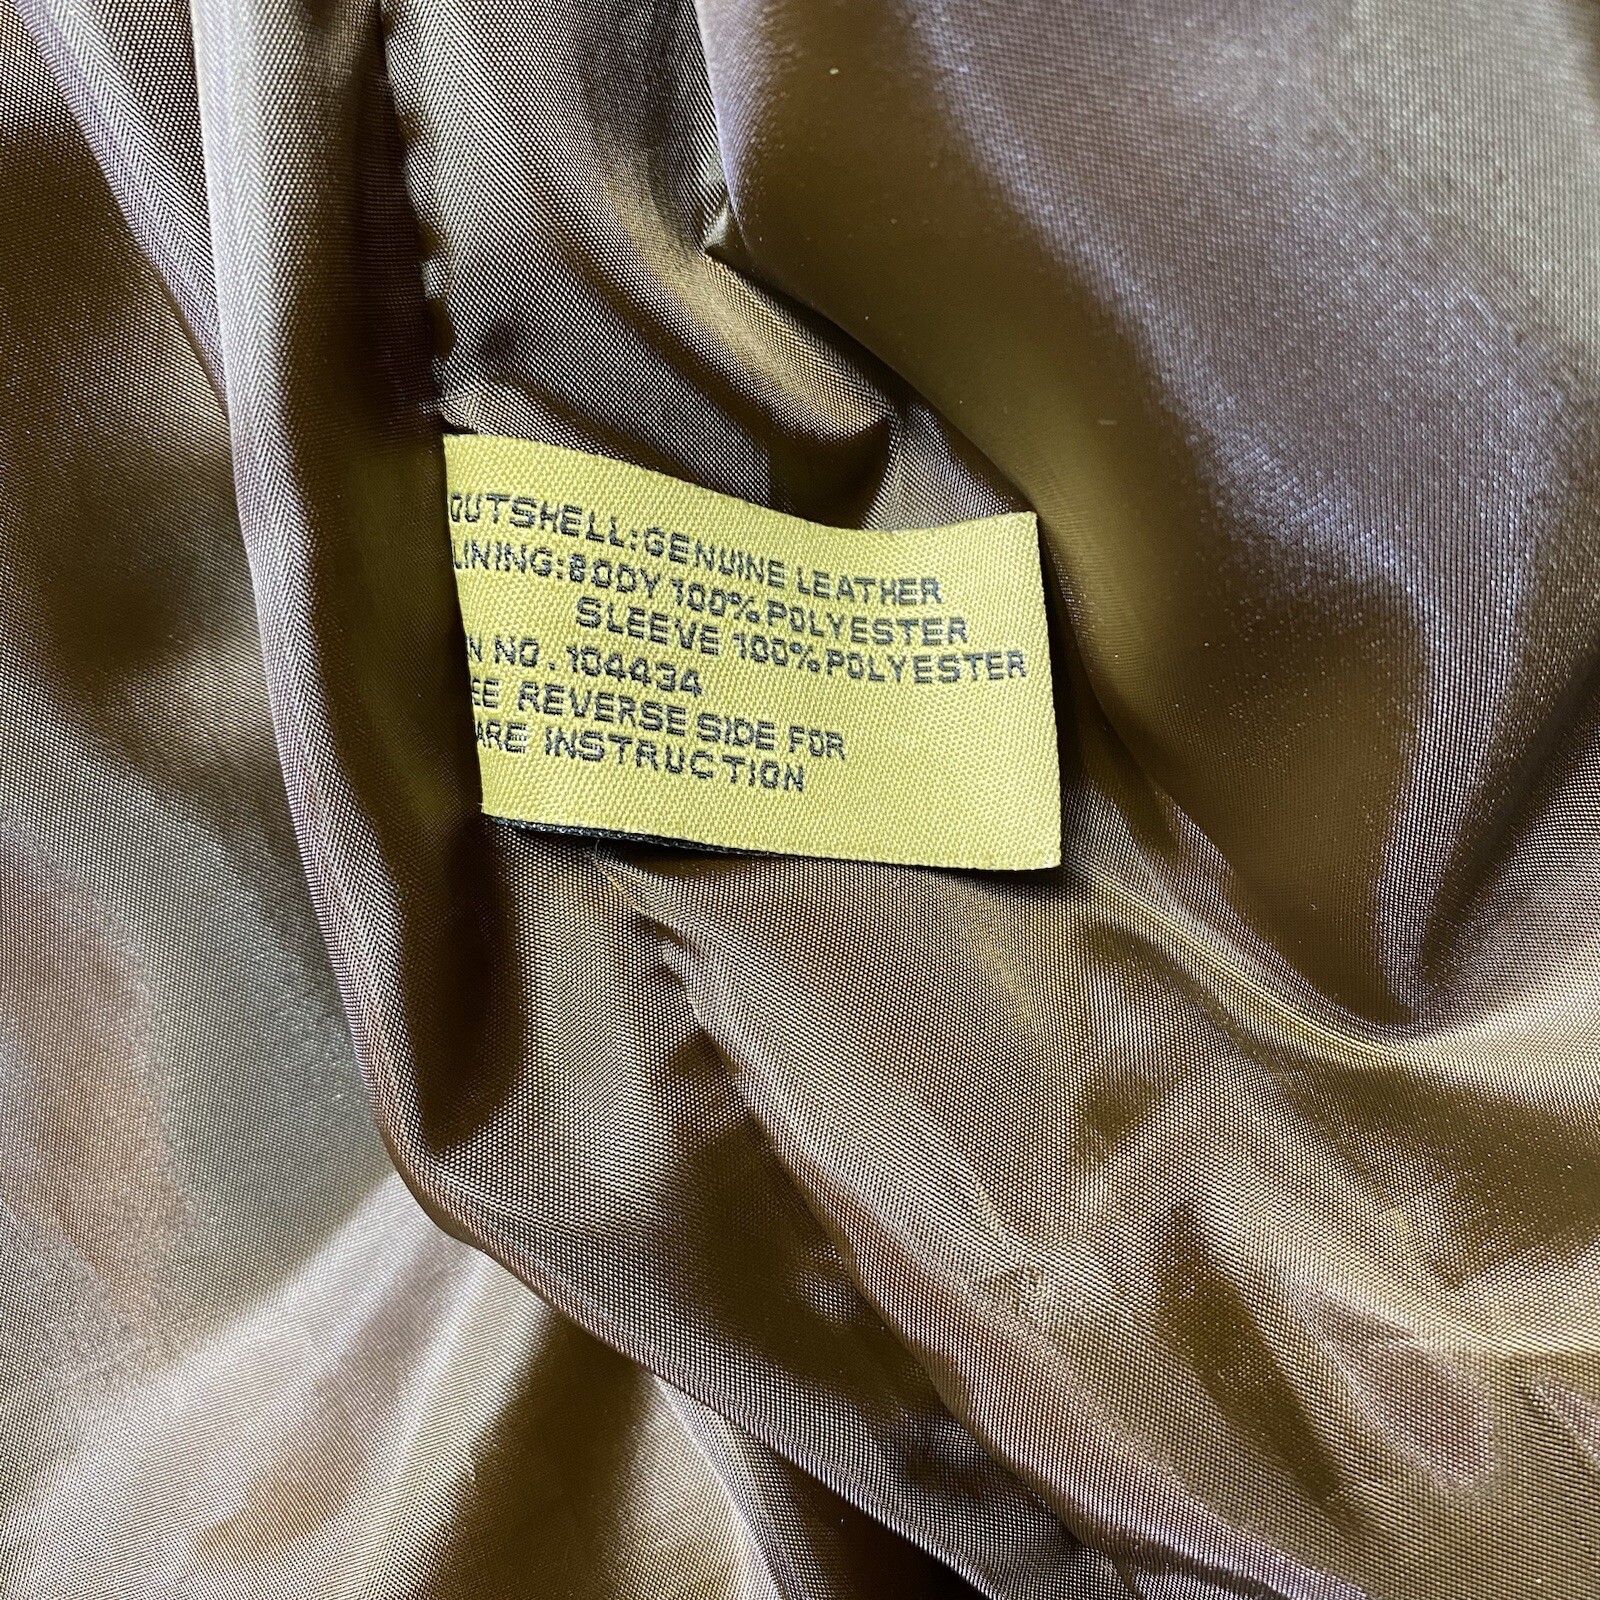 OUTSHELL:GENUINE LEATHER
LINING:BODY 100%POLYESTER
SLEEVE 100%POLYESTER
N NO. 104434
EE REVERSE SIDE FOR
ARE INSTRUCTION